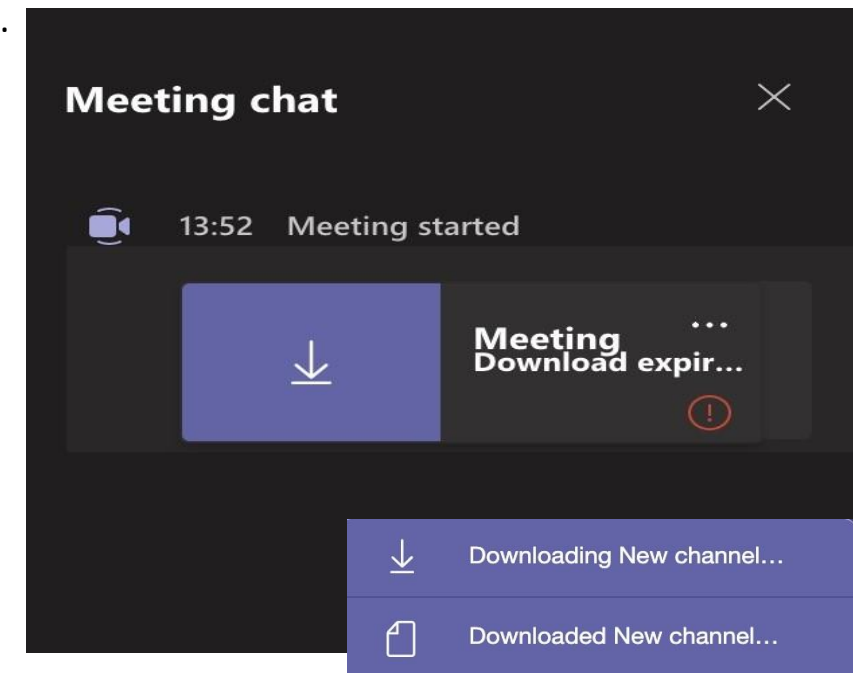 .
Meeting chat
13:52 Meeting started
...
Meeting
Download expir...
!
Downloading New channel...
Downloaded New channel...